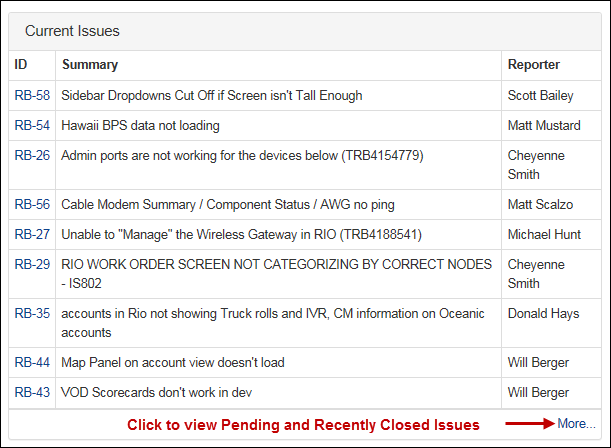 Current Issues
ID Summary Reporter
RB-58 Sidebar Dropdowns Cut Off if Screen isn't Tall Enough Scott Bailey
RB-54 Hawaii BPS data not loading Matt Mustard
RB-26 Admin ports are not working for the devices below (TRB4154779) Cheyenne
Smith
RB-56 Cable Modem Summary / Component Status / AWG no ping Matt Scalzo
RB-27 Unable to "Manage" the Wireless Gateway in RIO (TRB4188541) Michael Hunt
RB-29 RIO WORK ORDER SCREEN NOT CATEGORIZING BY CORRECT NODES Cheyenne
- IS802 Smith
RB-35 accounts in Rio not showing Truck rolls and IVR, CM information on Oceanic Donald Hays
accounts
RB-44 Map Panel on account view doesn't load Will Berger
RB-43 VOD Scorecards don't work in dev Will Berger
Click to view Pending and Recently Closed Issues More...